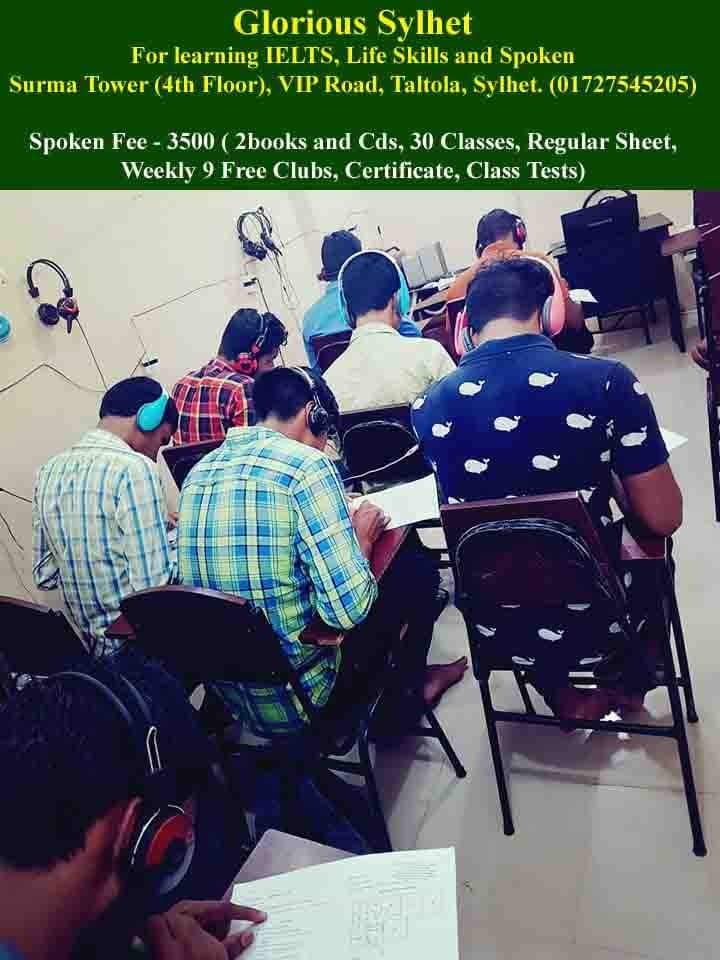 Glorious Sylhet
For learning IELTS, Life Skills and Spoken
Surma Tower (4th Floor), VIP Road, Taltola, Sylhet. (01727545205)
Spoken Fee - 3500 ( 2books and Cds, 30 Classes, Regular Sheet,
Weekly 9 Free Clubs, Certificate, Class Tests)